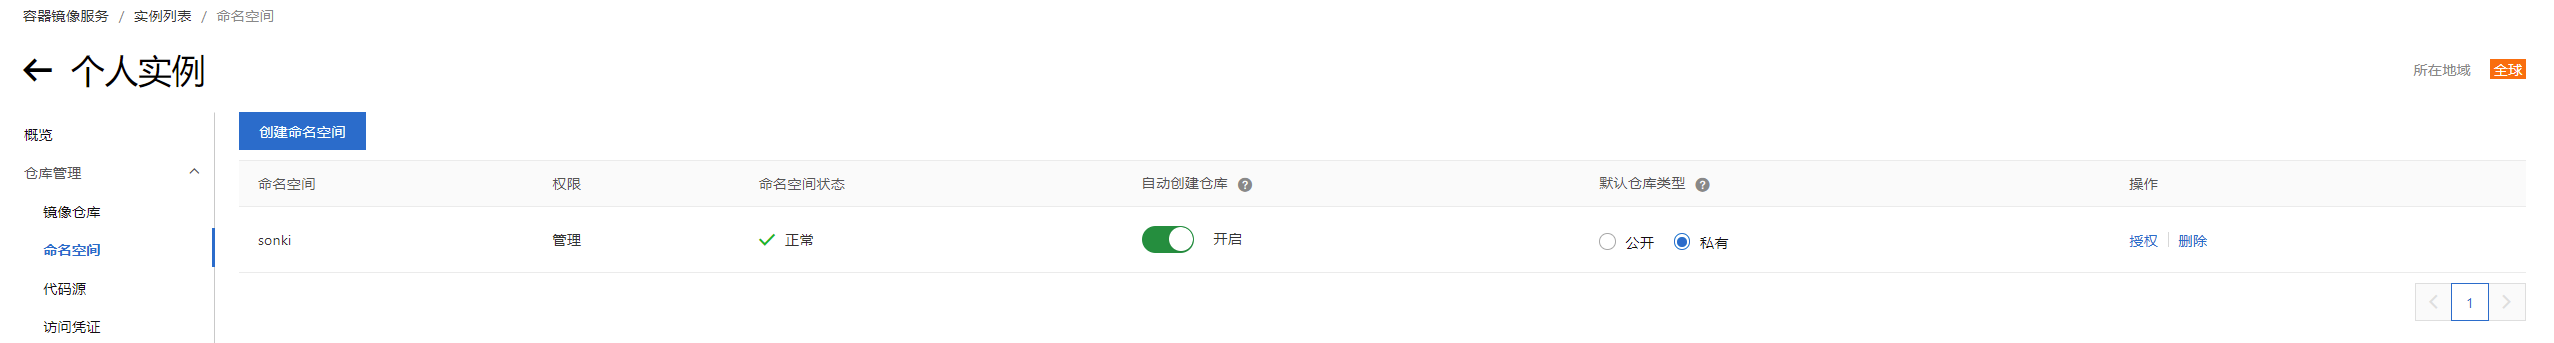 容器镜像服务 / 实例列表 / 命名空间
个人实例
所在地域 全球
概览
仓库管理
镜像仓库
命名空间
代码源
访问凭证
创建命名空间
命名空间 权限 命名空间状态 自动创建仓库 默认仓库类型 操作
sonki 管理 正常 开启 公开 私有 授权 删除
1